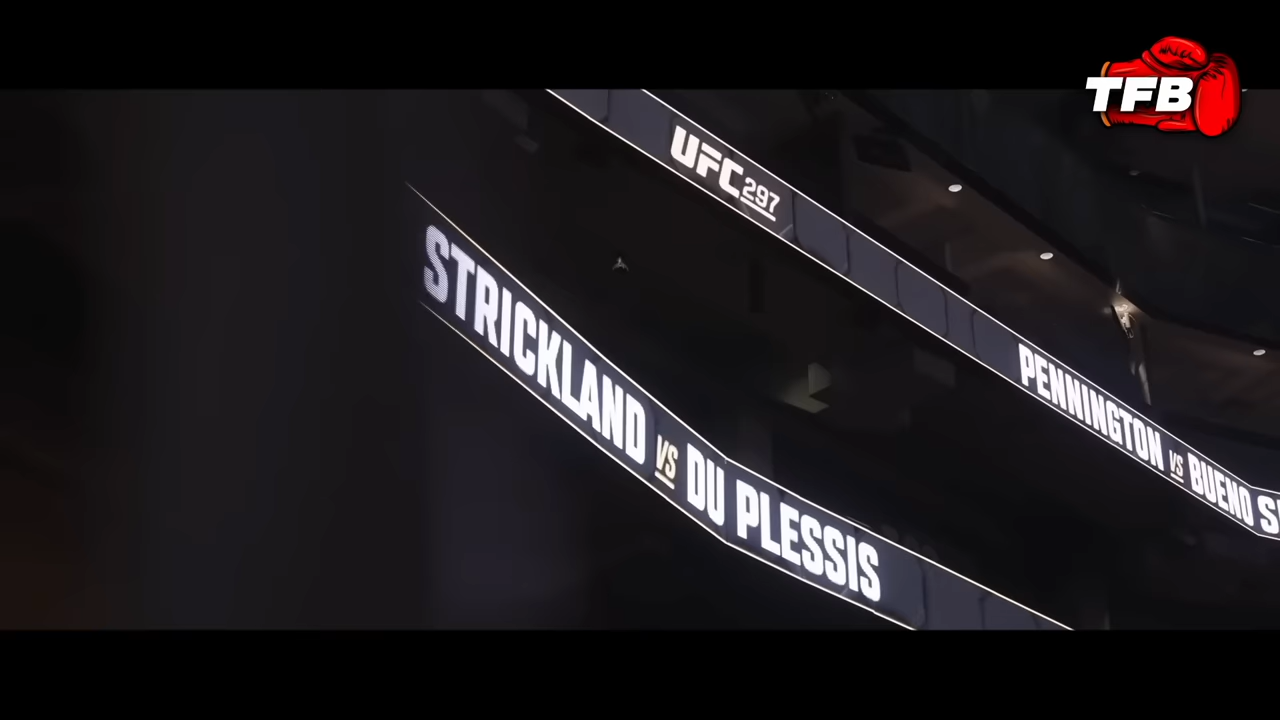 TFB
UFC 297
PENNINGTON VS BUENO
STRICKLAND VS DU PLESSIS